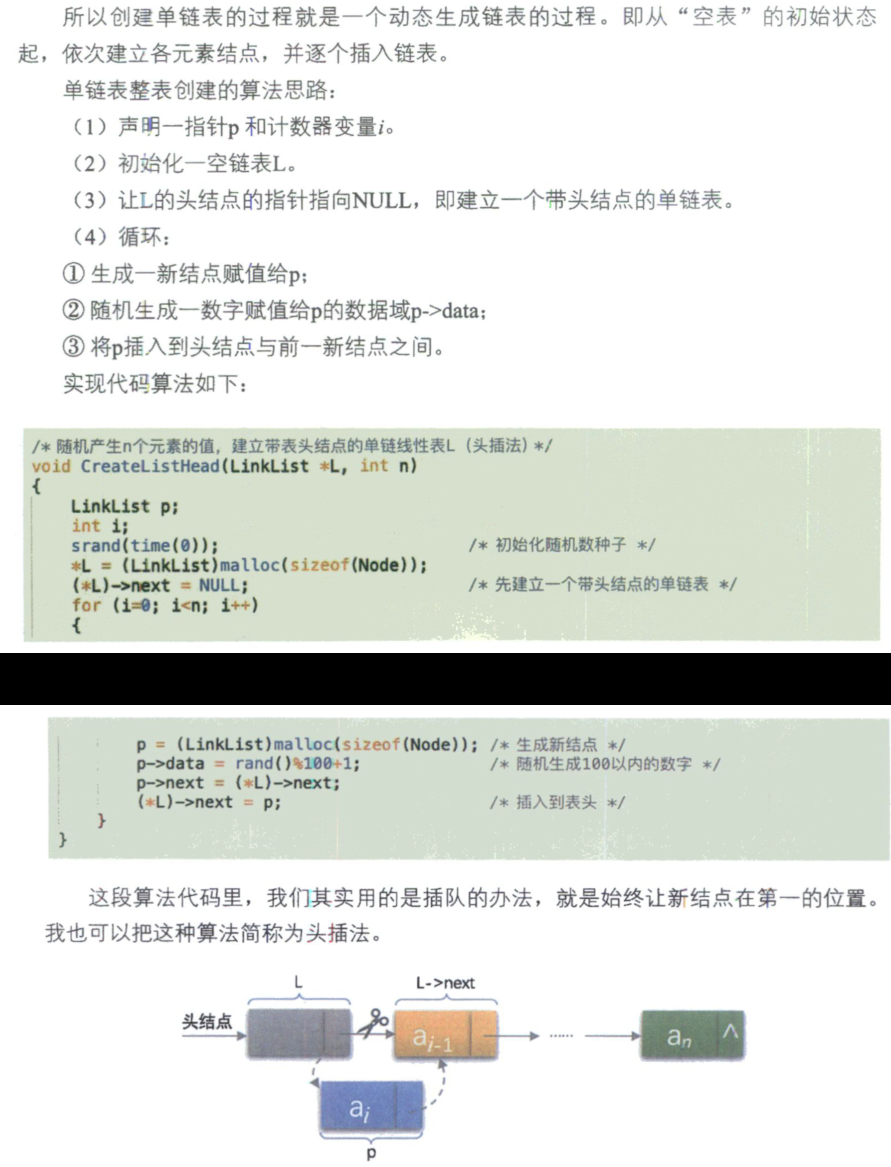 所以创建单链表的过程就是一个动态生成链表的过程。即从“空表”的初始状态
起，依次建立各元素结点，并逐个插入链表。
单链表整表创建的算法思路：
（1）声明一指针p 和计数器变量i。
（2）初始化一空链表L。
（3）让L的头结点的指针指向NULL，即建立一个带头结点的单链表。
（4）循环：
① 生成一新结点赋值给p；
② 随机生成一数字赋值给p的数据域p->data；
③ 将p插入到头结点与前一新结点之间。
实现代码算法如下：
/* 随机产生n个元素的值，建立带表头结点的单链线性表L（头插法）*/
void CreateListHead(LinkList *L, int n)
{
LinkList p;
int i;
srand(time(0)); /* 初始化随机数种子 */
*L = (LinkList)malloc(sizeof(Node));
(*L)->next = NULL; /* 先建立一个带头结点的单链表 */
for (i=0; i<n; i++)
{
p = (LinkList)malloc(sizeof(Node)); /* 生成新结点 */
p->data = rand()%100+1; /* 随机生成100以内的数字 */
p->next = (*L)->next;
(*L)->next = p; /* 插入到表头 */
}
}
这段算法代码里，我们其实用的是插队的办法，就是始终让新结点在第一的位置。
我也可以把这种算法简称为头插法。
L L->next
头结点 aᵢ₋₁ …… aₙ ^
aᵢ
p